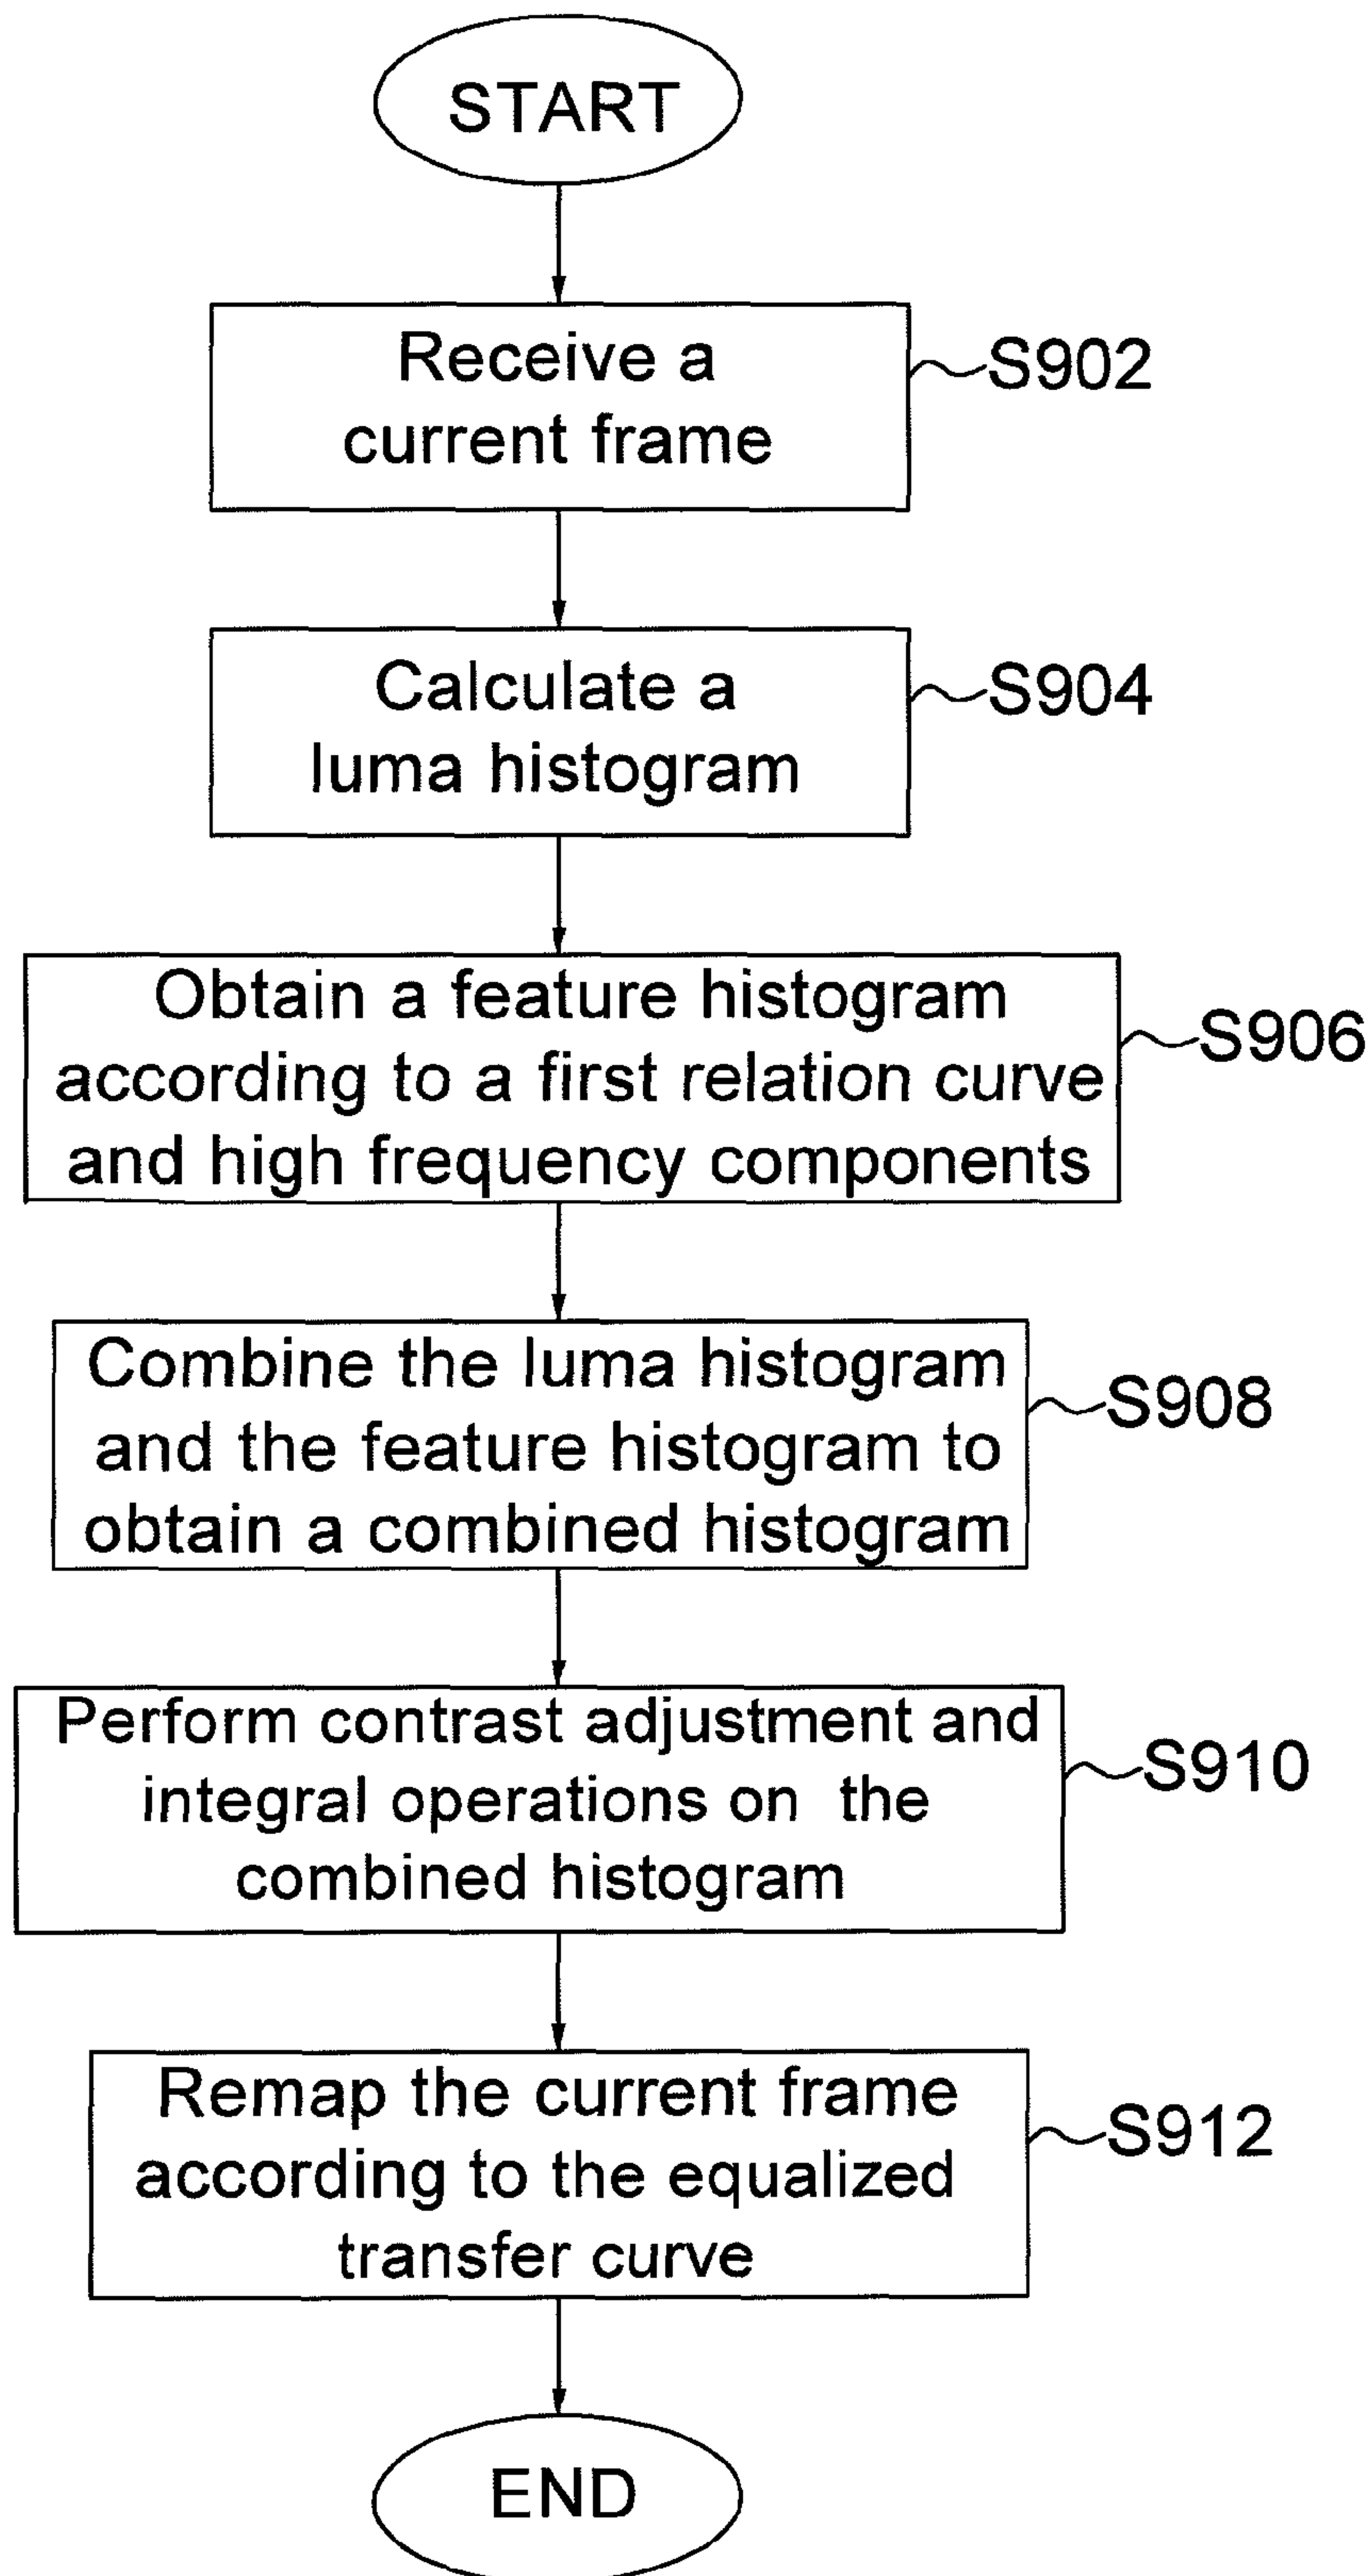 START
Receive a
current frame
S902
Calculate a
luma histogram
S904
Obtain a feature histogram
according to a first relation curve
and high frequency components
S906
Combine the luma histogram
and the feature histogram to
obtain a combined histogram
S908
Perform contrast adjustment and
integral operations on the
combined histogram
S910
Remap the current frame
according to the equalized
transfer curve
S912
END